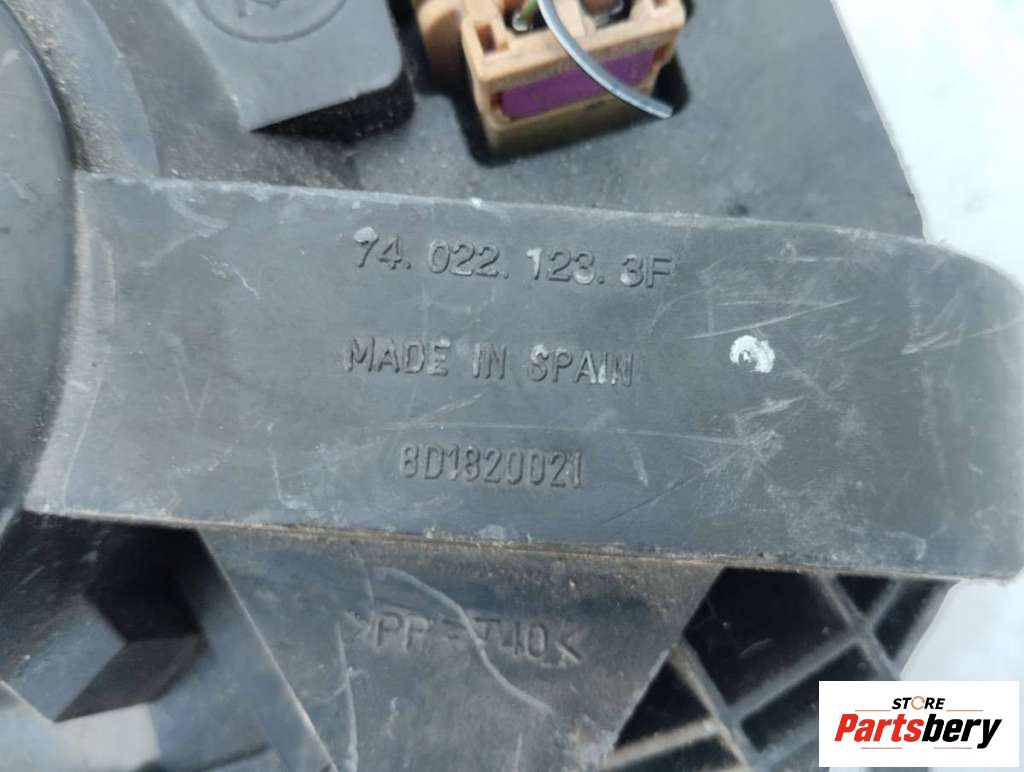 74. 022. 123. 3F
MADE IN SPAIN
8D1820021
>PP-T40<
STORE
Partsbery